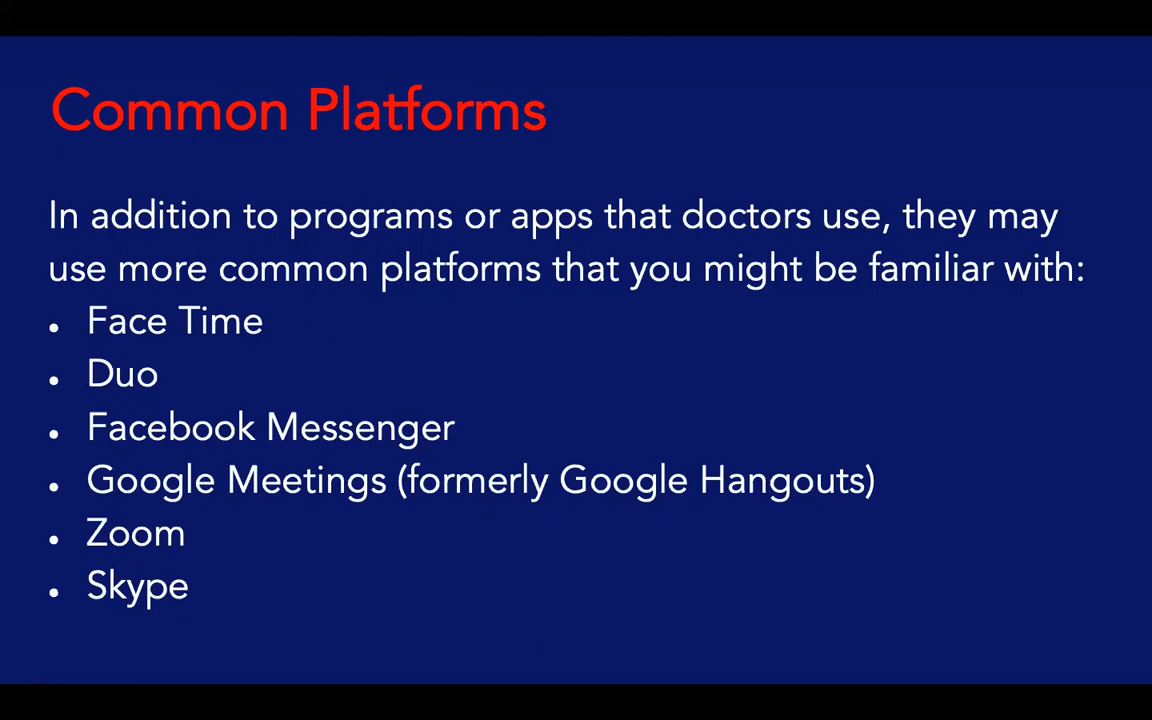 Common Platforms
In addition to programs or apps that doctors use, they may
use more common platforms that you might be familiar with:
• Face Time
• Duo
• Facebook Messenger
• Google Meetings (formerly Google Hangouts)
• Zoom
• Skype